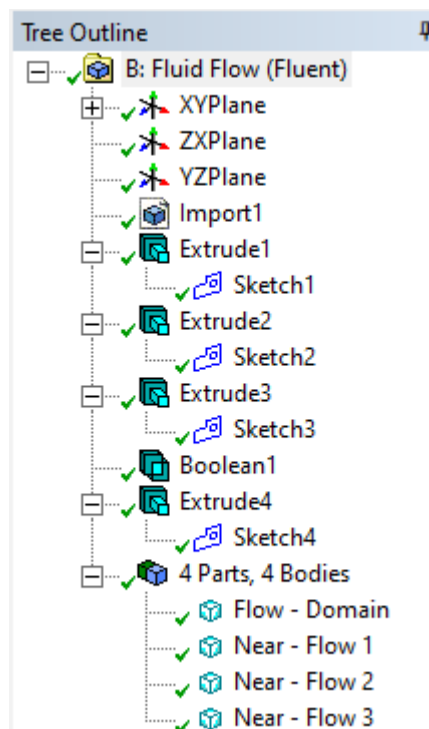 Tree Outline
B: Fluid Flow (Fluent)
XYPlane
ZXPlane
YZPlane
Import1
Extrude1
Sketch1
Extrude2
Sketch2
Extrude3
Sketch3
Boolean1
Extrude4
Sketch4
4 Parts, 4 Bodies
Flow - Domain
Near - Flow 1
Near - Flow 2
Near - Flow 3